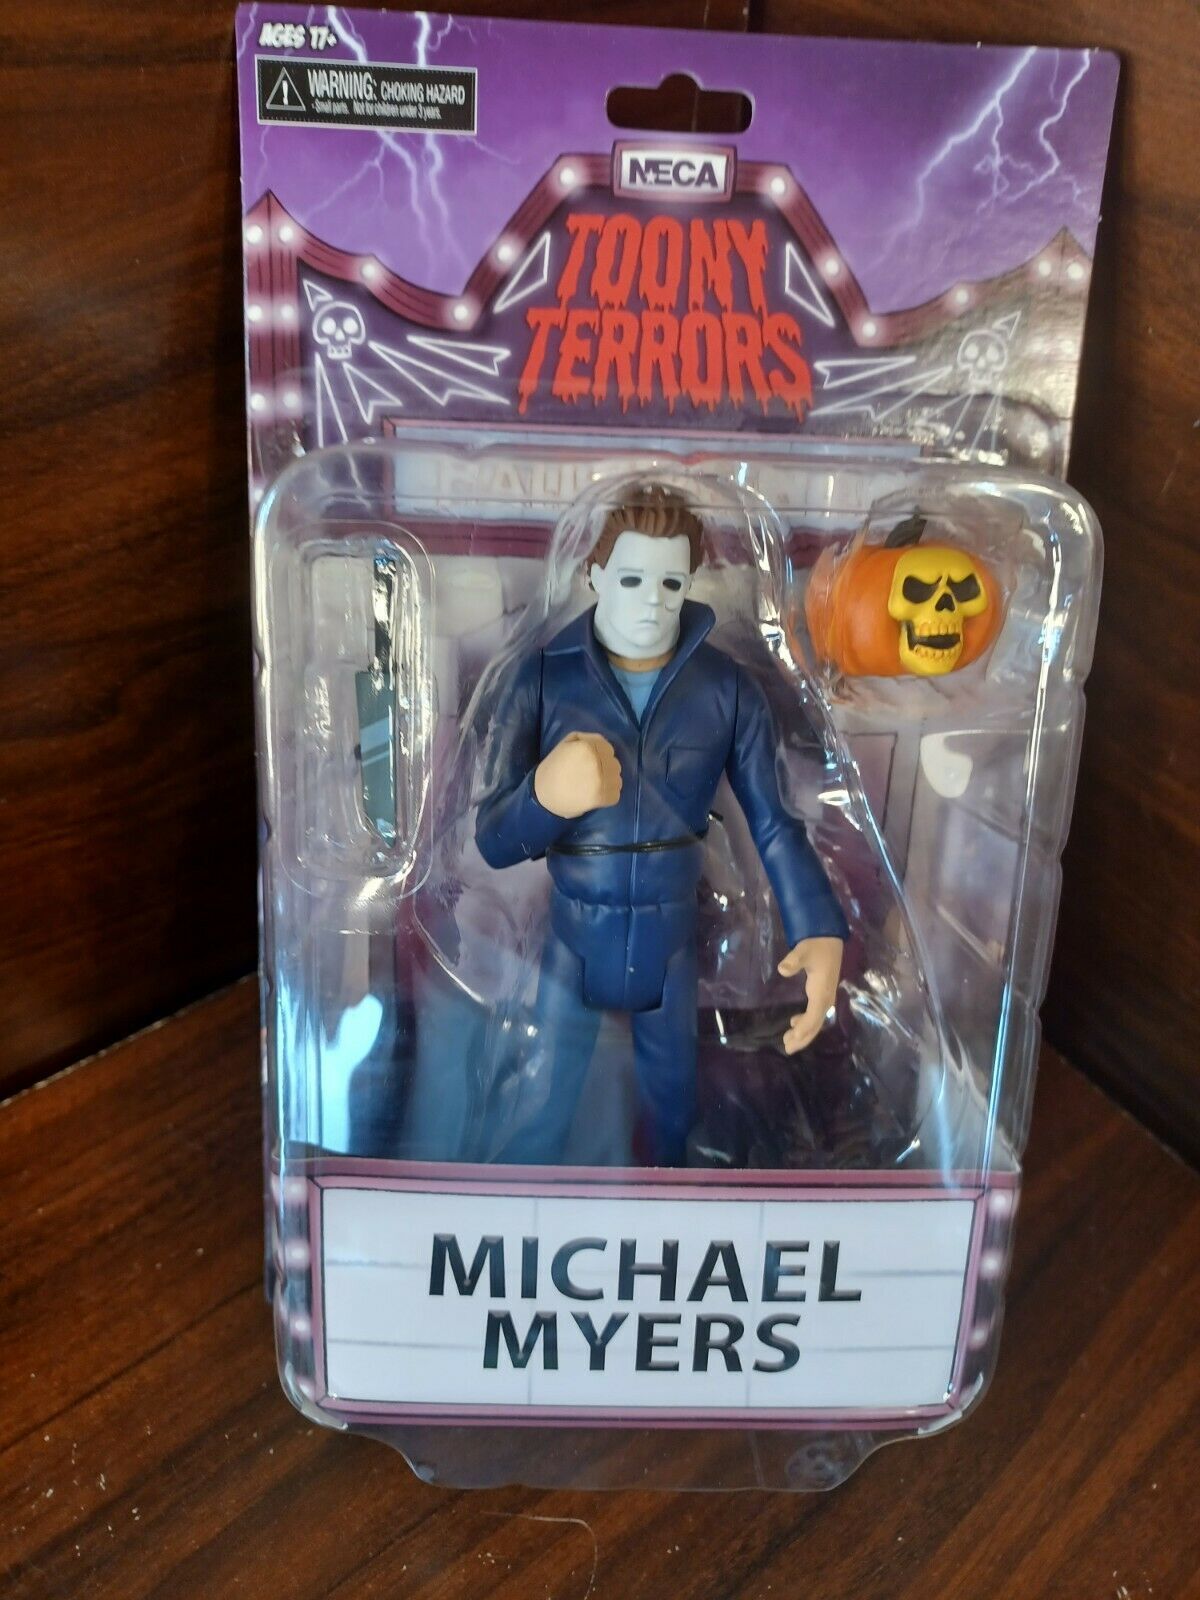 AGES 17+
WARNING: CHOKING HAZARD
-Small parts. Not for children under 3 years.
NECA
TOONY
TERRORS
MICHAEL
MYERS